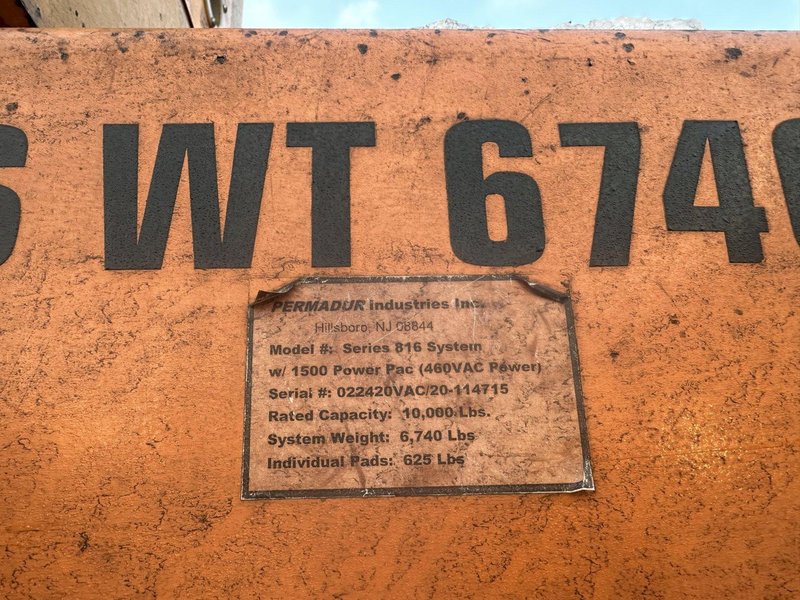 S WT 6740
PERMADUR Industries Inc.
Hillsboro, NJ 08844
Model #: Series 816 System
w/ 1500 Power Pac (460VAC Power)
Serial #: 022420VAC/20-114715
Rated Capacity: 10,000 Lbs.
System Weight: 6,740 Lbs
Individual Pads: 625 Lbs